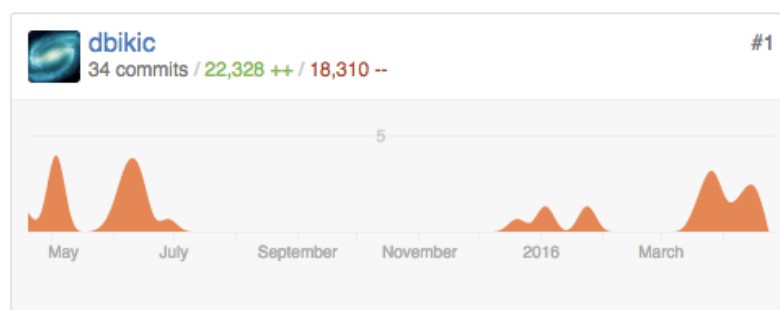 dbikic
#1
34 commits / 22,328 ++ / 18,310 --
5
May July September November 2016 March